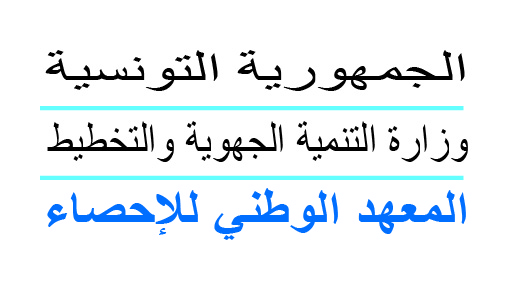 الجمهورية التونسية
وزارة التنمية الجهوية والتخطيط
المعهد الوطني للإحصاء